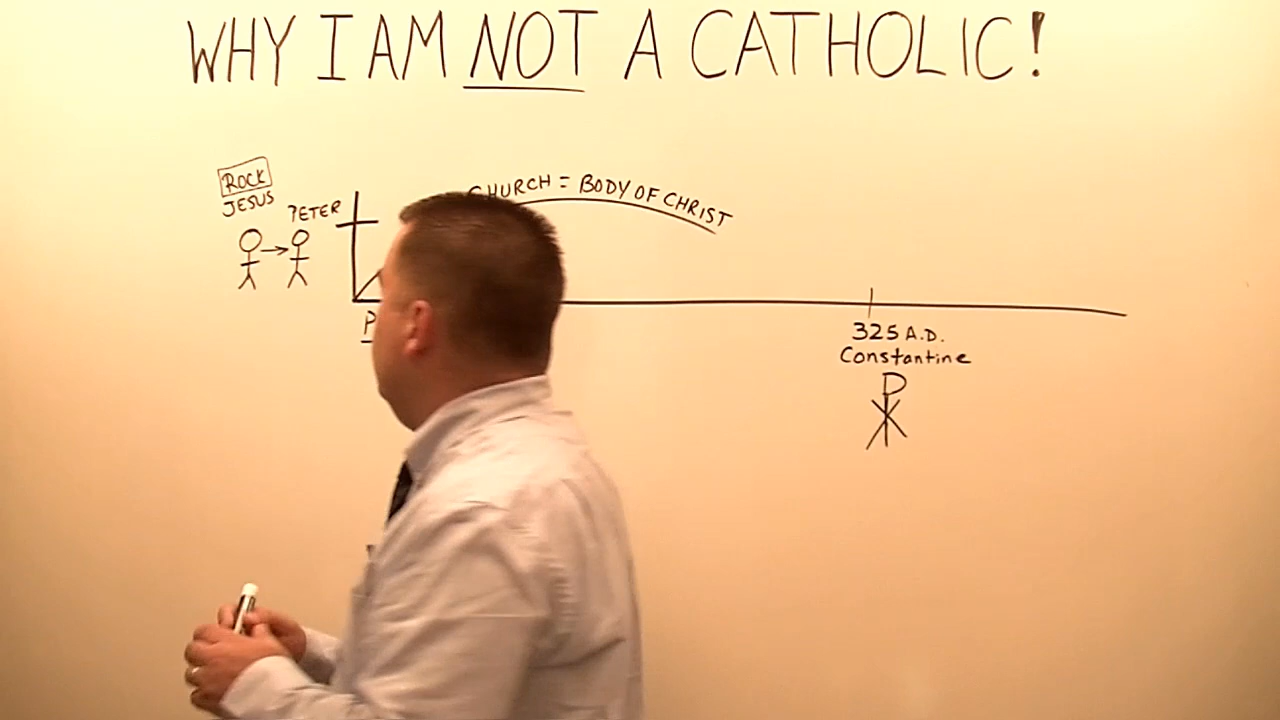 WHY I AM NOT A CATHOLIC!
ROCK
JESUS
PETER
CHURCH = BODY OF CHRIST
P
325 A.D.
Constantine